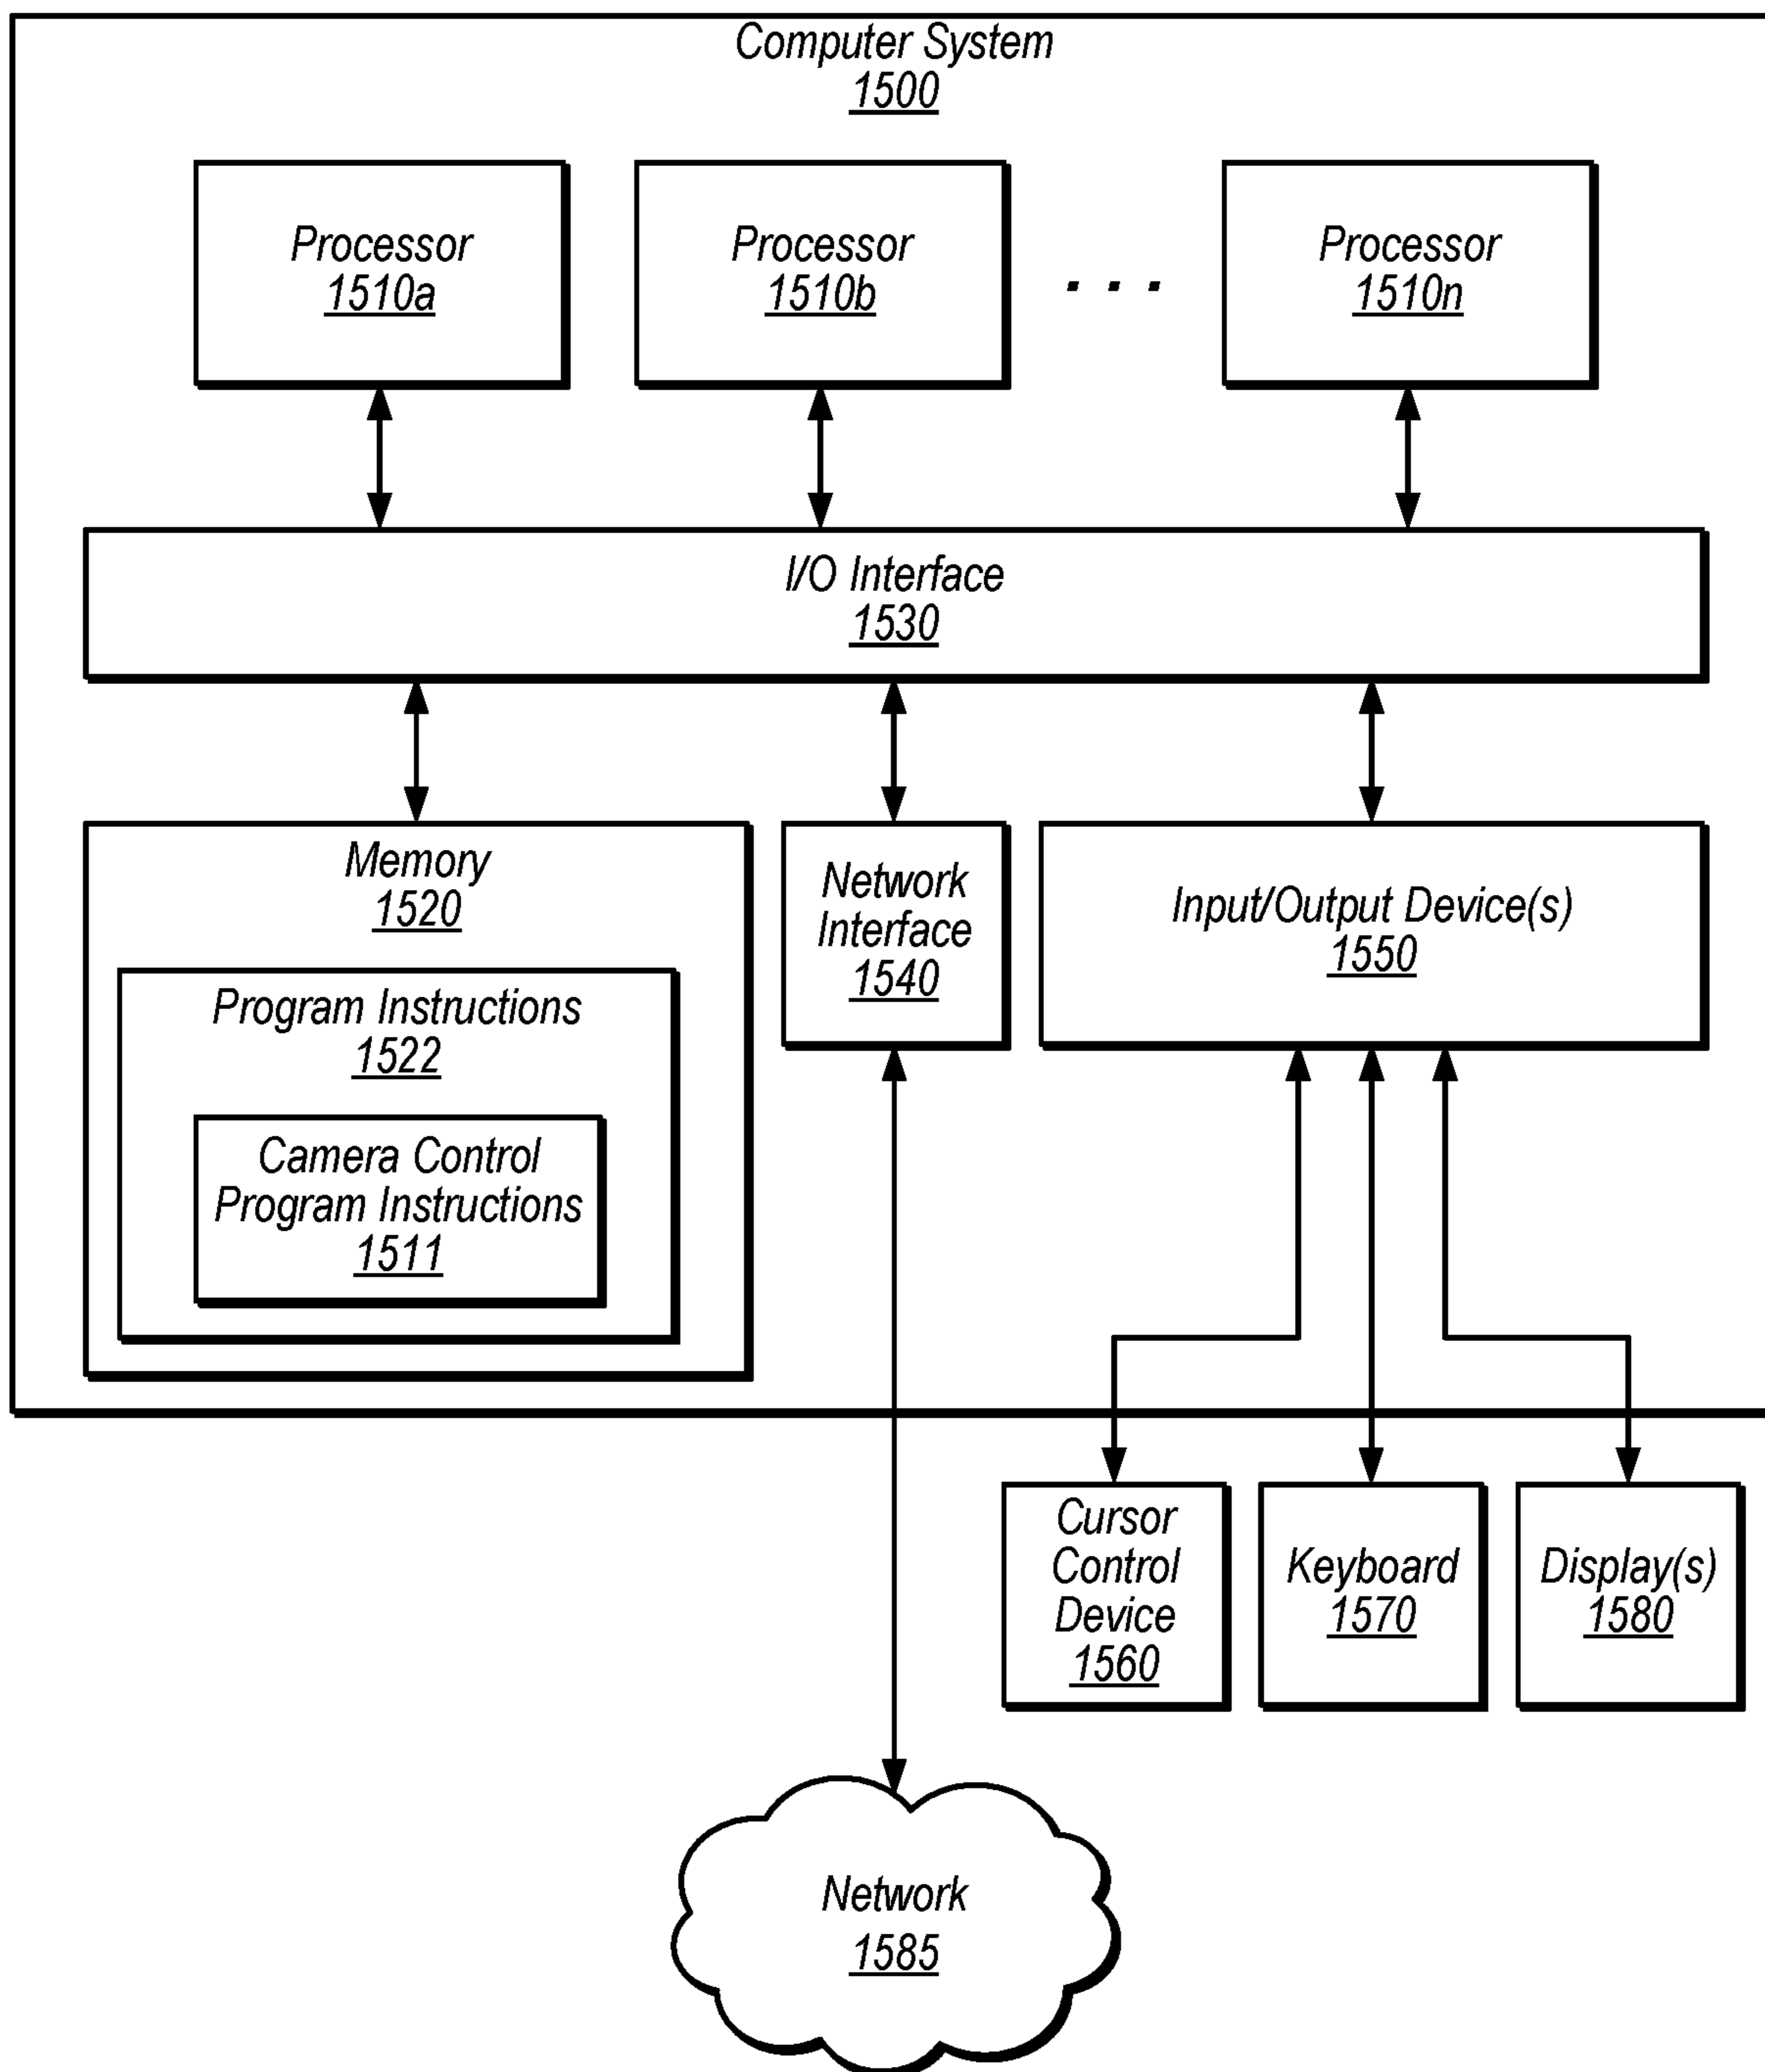 Computer System
1500
Processor
1510a
Processor
1510b
. . .
Processor
1510n
I/O Interface
1530
Memory
1520
Program Instructions
1522
Camera Control
Program Instructions
1511
Network
Interface
1540
Input/Output Device(s)
1550
Cursor
Control
Device
1560
Keyboard
1570
Display(s)
1580
Network
1585